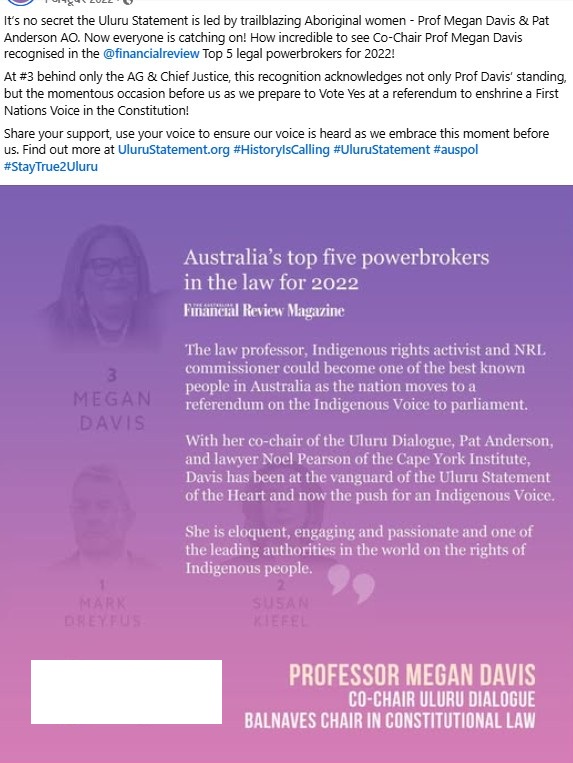 It's no secret the Uluru Statement is led by trailblazing Aboriginal women - Prof Megan Davis & Pat
Anderson AO. Now everyone is catching on! How incredible to see Co-Chair Prof Megan Davis
recognised in the @financialreview Top 5 legal powerbrokers for 2022!
At #3 behind only the AG & Chief Justice, this recognition acknowledges not only Prof Davis' standing,
but the momentous occasion before us as we prepare to Vote Yes at a referendum to enshrine a First
Nations Voice in the Constitution!
Share your support, use your voice to ensure our voice is heard as we embrace this moment before
us. Find out more at UluruStatement.org #HistoryIsCalling #UluruStatement #auspol
#StayTrue2Uluru
Australia's top five powerbrokers
in the law for 2022
THE AUSTRALIAN
Financial Review Magazine
The law professor, Indigenous rights activist and NRL
commissioner could become one of the best known
people in Australia as the nation moves to a
referendum on the Indigenous Voice to parliament.
With her co-chair of the Uluru Dialogue, Pat Anderson,
and lawyer Noel Pearson of the Cape York Institute,
Davis has been at the vanguard of the Uluru Statement
of the Heart and now the push for an Indigenous Voice.
She is eloquent, engaging and passionate and one of
the leading authorities in the world on the rights of
Indigenous people.
3
MEGAN
DAVIS
1
MARK
DREYFUS
2
SUSAN
KIEFEL
PROFESSOR MEGAN DAVIS
CO-CHAIR ULURU DIALOGUE
BALNAVES CHAIR IN CONSTITUTIONAL LAW